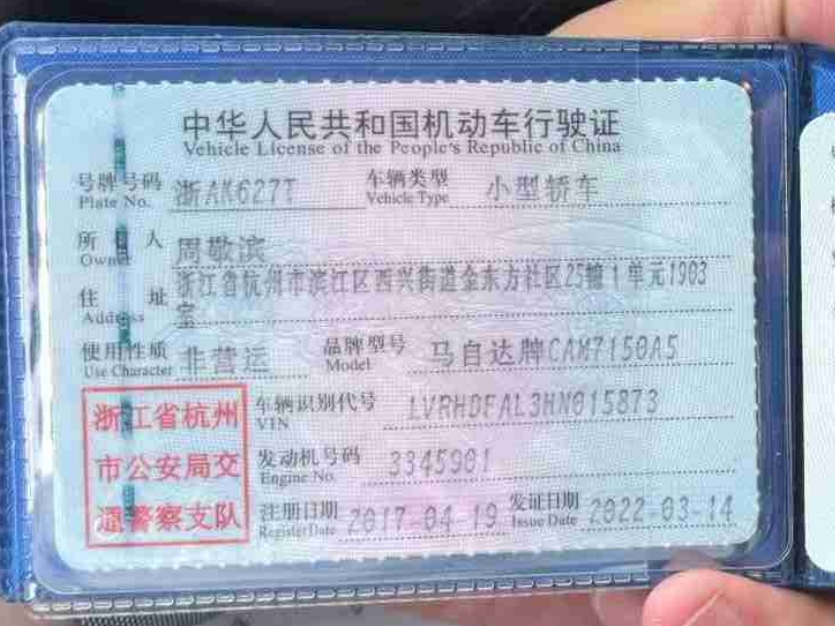 中华人民共和国机动车行驶证
Vehicle License of the People's Republic of China
号牌号码 浙AK627T 车辆类型 小型轿车
Plate No. Vehicle Type
所有人 周敬滨
Owner
住址 浙江省杭州市滨江区西兴街道金东方社区25幢1单元1903
Address 室
使用性质 非营运 品牌型号 马自达牌CAM7150A5
Use Character Model
浙江省杭州 车辆识别代号 LVRHDFAL3HN015873
VIN
市公安局交 发动机号码 3345901
Engine No.
通警察支队 注册日期 2017-04-19 发证日期 2022-03-14
Register Date Issue Date